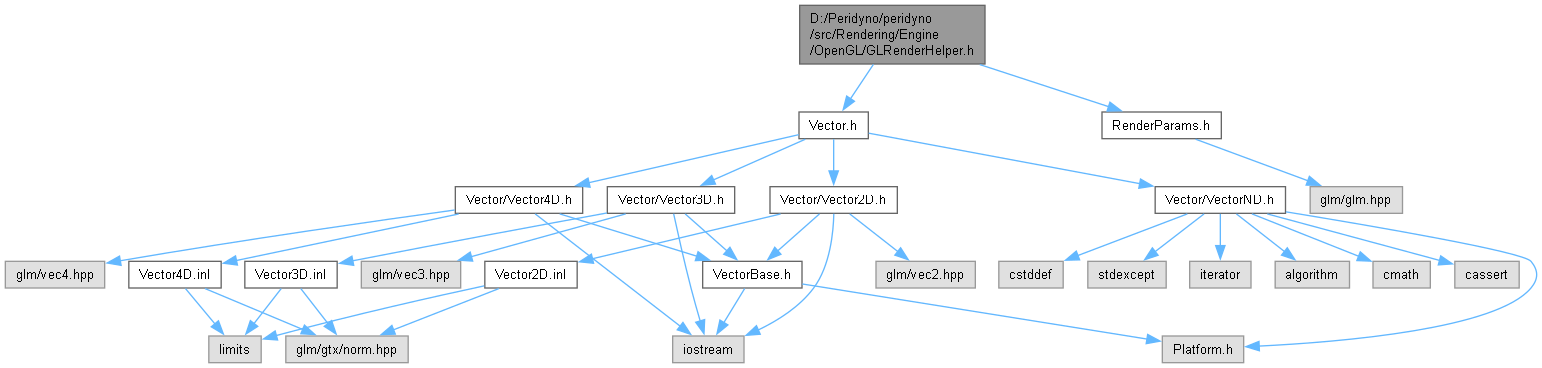 D:/Peridyno/peridyno
/src/Rendering/Engine
/OpenGL/GLRenderHelper.h
Vector.h
RenderParams.h
Vector/Vector4D.h
Vector/Vector3D.h
Vector/Vector2D.h
Vector/VectorND.h
glm/glm.hpp
glm/vec4.hpp
Vector4D.inl
Vector3D.inl
glm/vec3.hpp
Vector2D.inl
VectorBase.h
glm/vec2.hpp
cstddef
stdexcept
iterator
algorithm
cmath
cassert
limits
glm/gtx/norm.hpp
iostream
Platform.h